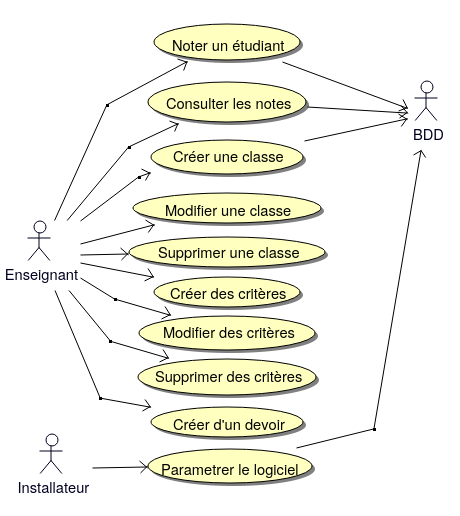 Noter un étudiant
Consulter les notes
BDD
Créer une classe
Modifier une classe
Supprimer une classe
Enseignant
Créer des critères
Modifier des critères
Supprimer des critères
Créer d'un devoir
Parametrer le logiciel
Installateur